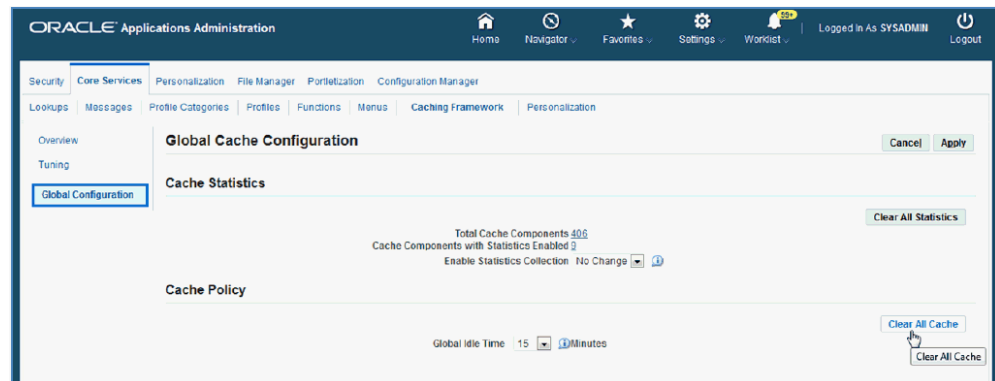 ORACLE Applications Administration
Home
Navigator
Favorites
Settings
99+
Worklist
Logged In As SYSADMIN
Logout
Security Core Services Personalization File Manager Portletization Configuration Manager
Lookups Messages Profile Categories Profiles Functions Menus Caching Framework Personalization
Overview
Tuning
Global Configuration
Global Cache Configuration
Cancel Apply
Cache Statistics
Clear All Statistics
Total Cache Components 406
Cache Components with Statistics Enabled 9
Enable Statistics Collection No Change
Cache Policy
Clear All Cache
Global Idle Time 15 Minutes
Clear All Cache